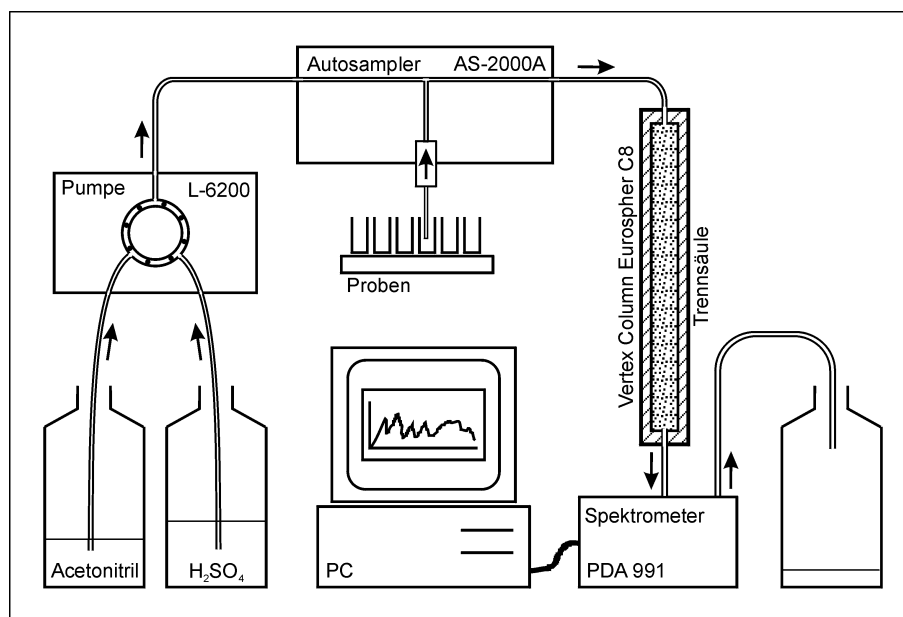 Autosampler AS-2000A
Pumpe L-6200
Proben
Vertex Column Eurospher C8
Trennsäule
Acetonitril
H₂SO₄
PC
Spektrometer
PDA 991